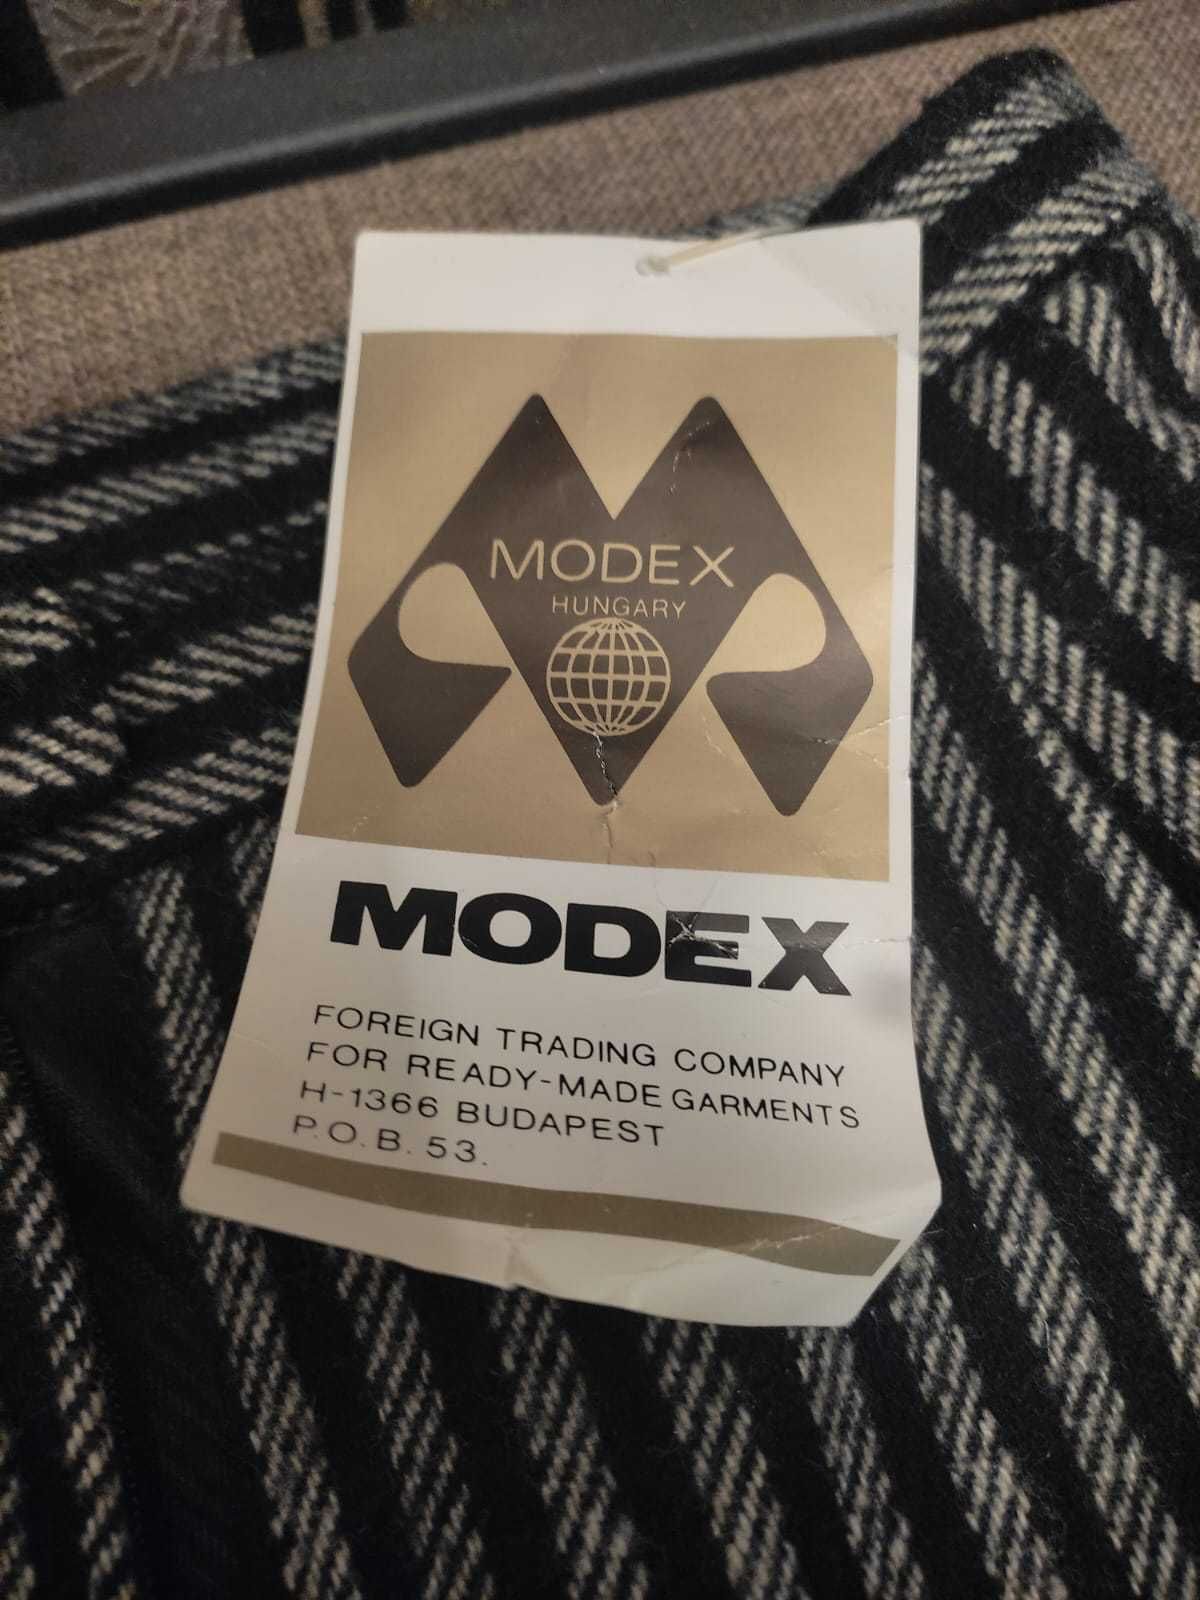 MODEX
HUNGARY
MODEX
FOREIGN TRADING COMPANY
FOR READY-MADE GARMENTS
H-1366 BUDAPEST
P.O.B. 53.